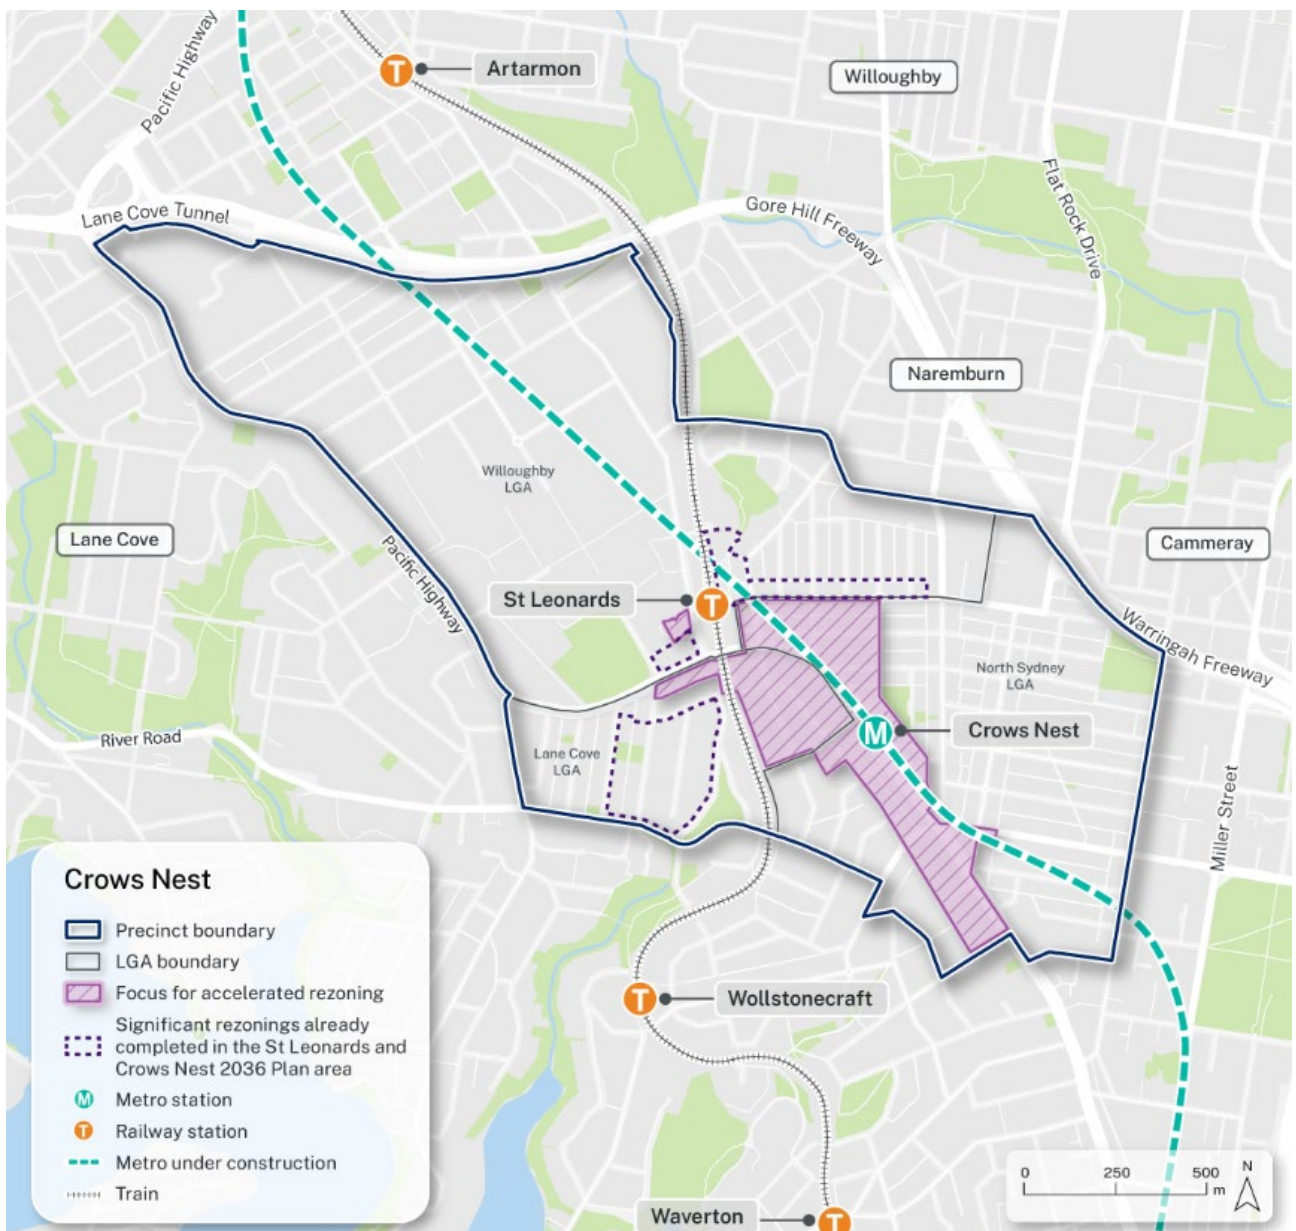 Pacific Highway
T
Artarmon
Willoughby
Lane Cove Tunnel
Gore Hill Freeway
Flat Rock Drive
Naremburn
Willoughby
LGA
Lane Cove
Pacific Highway
Cammeray
St Leonards
T
Warringah Freeway
North Sydney
LGA
M
Crows Nest
River Road
Lane Cove
LGA
Miller Street
Crows Nest
Precinct boundary
LGA boundary
Focus for accelerated rezoning
Significant rezonings already
completed in the St Leonards and
Crows Nest 2036 Plan area
M
Metro station
T
Railway station
Metro under construction
Train
T
Wollstonecraft
Waverton
T
0 250 500
m
N